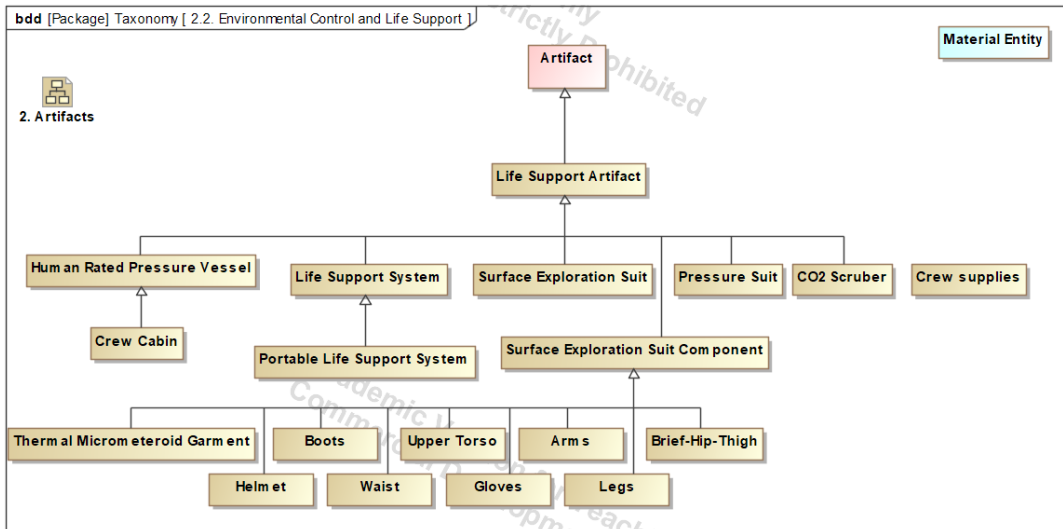 bdd [Package] Taxonomy [ 2.2. Environmental Control and Life Support ]
Strictly Prohibited
Artifact
Material Entity
2. Artifacts
Life Support Artifact
Human Rated Pressure Vessel
Life Support System
Surface Exploration Suit
Pressure Suit
CO2 Scruber
Crew supplies
Crew Cabin
Portable Life Support System
Surface Exploration Suit Component
Thermal Micrometeroid Garment
Boots
Upper Torso
Arms
Brief-Hip-Thigh
Helmet
Waist
Gloves
Legs